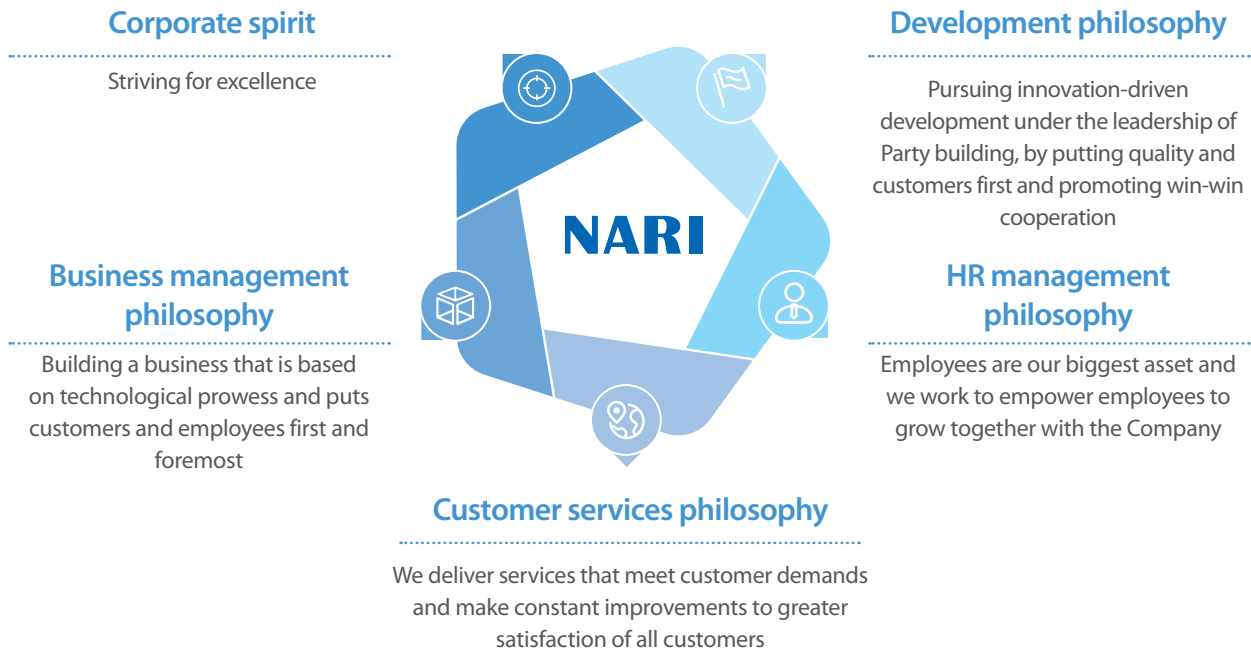 Corporate spirit
Striving for excellence
Development philosophy
Pursuing innovation-driven
development under the leadership of
Party building, by putting quality and
customers first and promoting win-win
cooperation
NARI
Business management
philosophy
Building a business that is based
on technological prowess and puts
customers and employees first and
foremost
HR management
philosophy
Employees are our biggest asset and
we work to empower employees to
grow together with the Company
Customer services philosophy
We deliver services that meet customer demands
and make constant improvements to greater
satisfaction of all customers